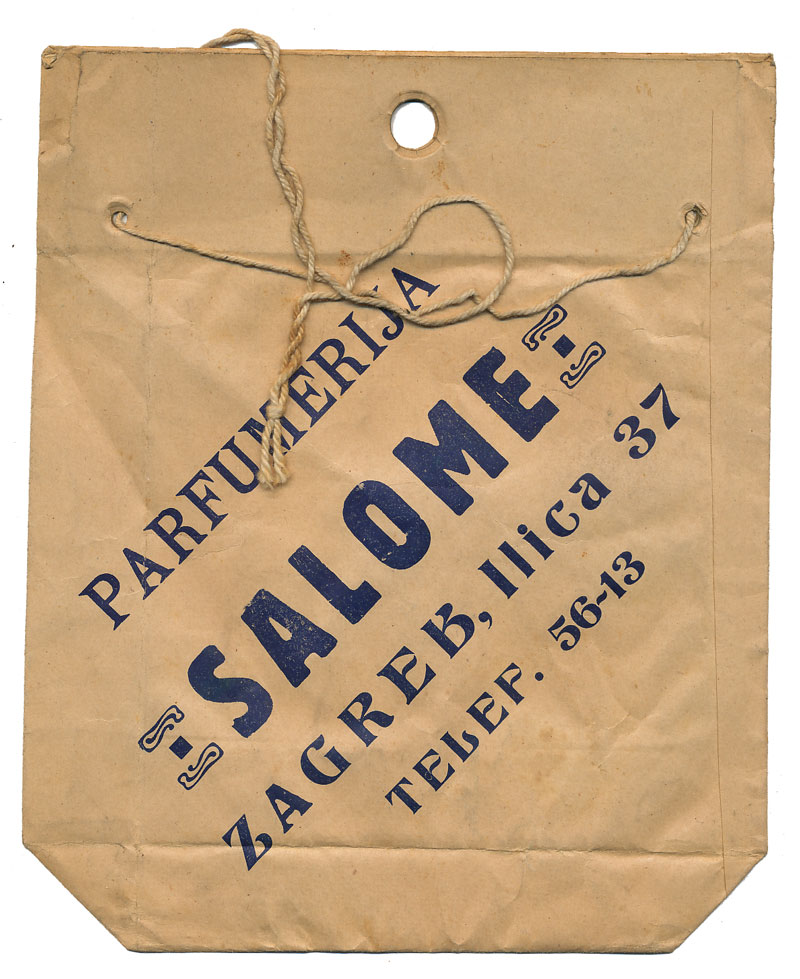 PARFUMERIJA
SALOME
ZAGREB, Ilica 37
TELEF. 56-13